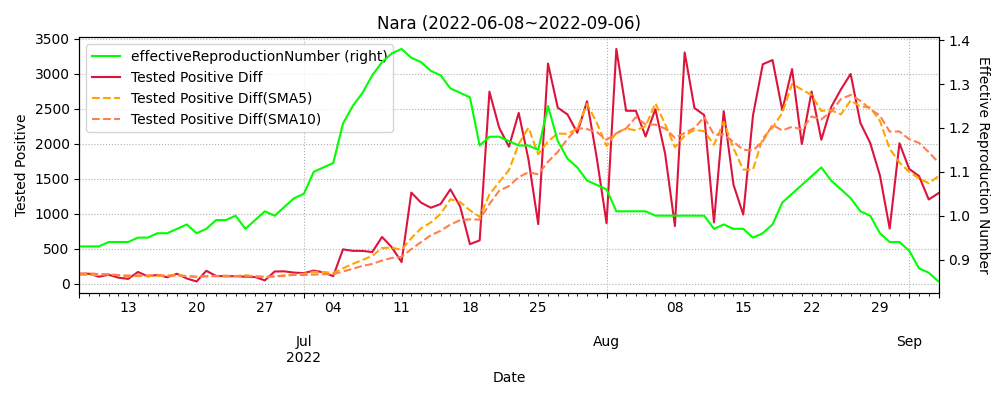 Nara (2022-06-08~2022-09-06)
effectiveReproductionNumber (right)
Tested Positive Diff
Tested Positive Diff(SMA5)
Tested Positive Diff(SMA10)
Tested Positive
3500
3000
2500
2000
1500
1000
500
0
1.4
1.3
1.2
1.1
1.0
0.9
Effective Reproduction Number
13 20 27 04 11 18 25 08 15 22 29
Jul Aug Sep
2022
Date